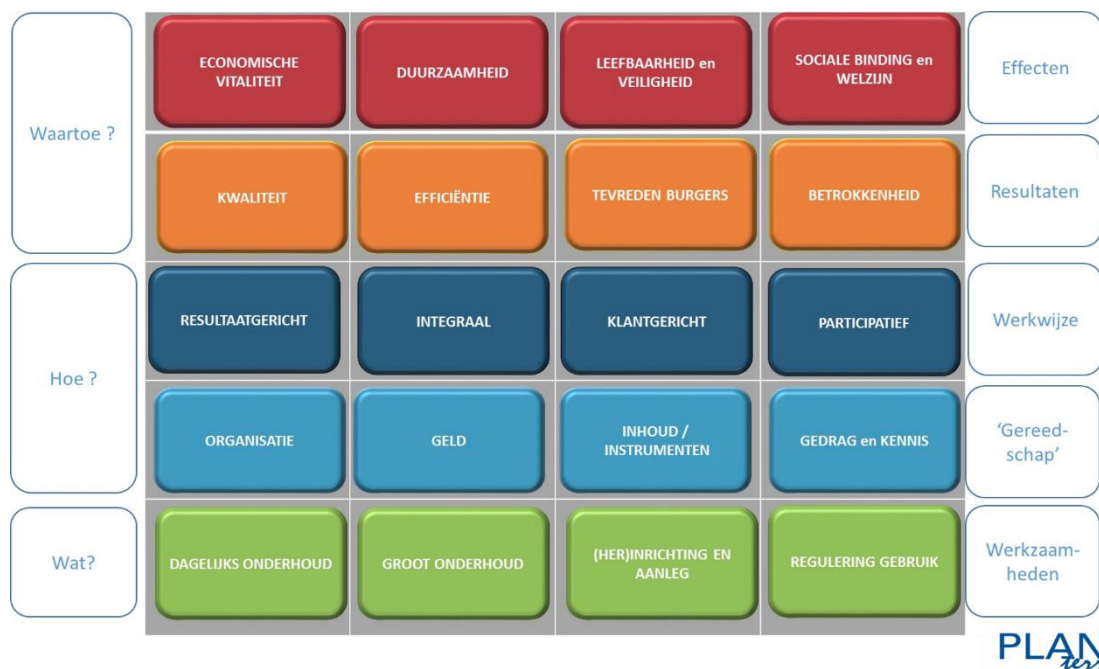 Waartoe ?
ECONOMISCHE
VITALITEIT
DUURZAAMHEID
LEEFBAARHEID en
VEILIGHEID
SOCIALE BINDING en
WELZIJN
Effecten
KWALITEIT
EFFICIËNTIE
TEVREDEN BURGERS
BETROKKENHEID
Resultaten
Hoe ?
RESULTAATGERICHT
INTEGRAAL
KLANTGERICHT
PARTICIPATIEF
Werkwijze
ORGANISATIE
GELD
INHOUD /
INSTRUMENTEN
GEDRAG en KENNIS
‘Gereed-
schap’
Wat?
DAGELIJKS ONDERHOUD
GROOT ONDERHOUD
(HER)INRICHTING EN
AANLEG
REGULERING GEBRUIK
Werkzaam-
heden
PLAN